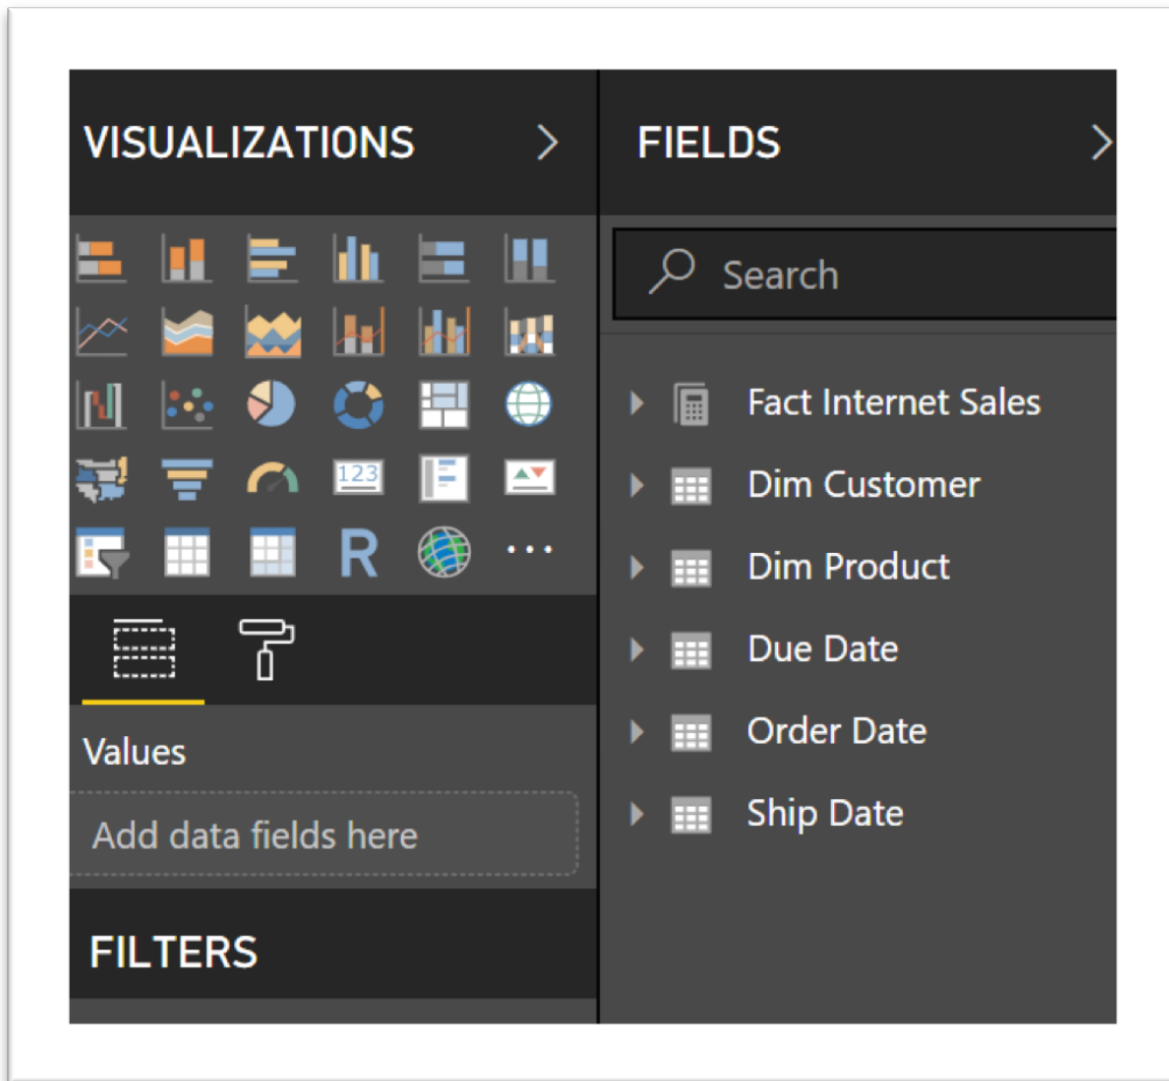 VISUALIZATIONS
FIELDS
Search
123
R
Fact Internet Sales
Dim Customer
Dim Product
Due Date
Order Date
Ship Date
Values
Add data fields here
FILTERS